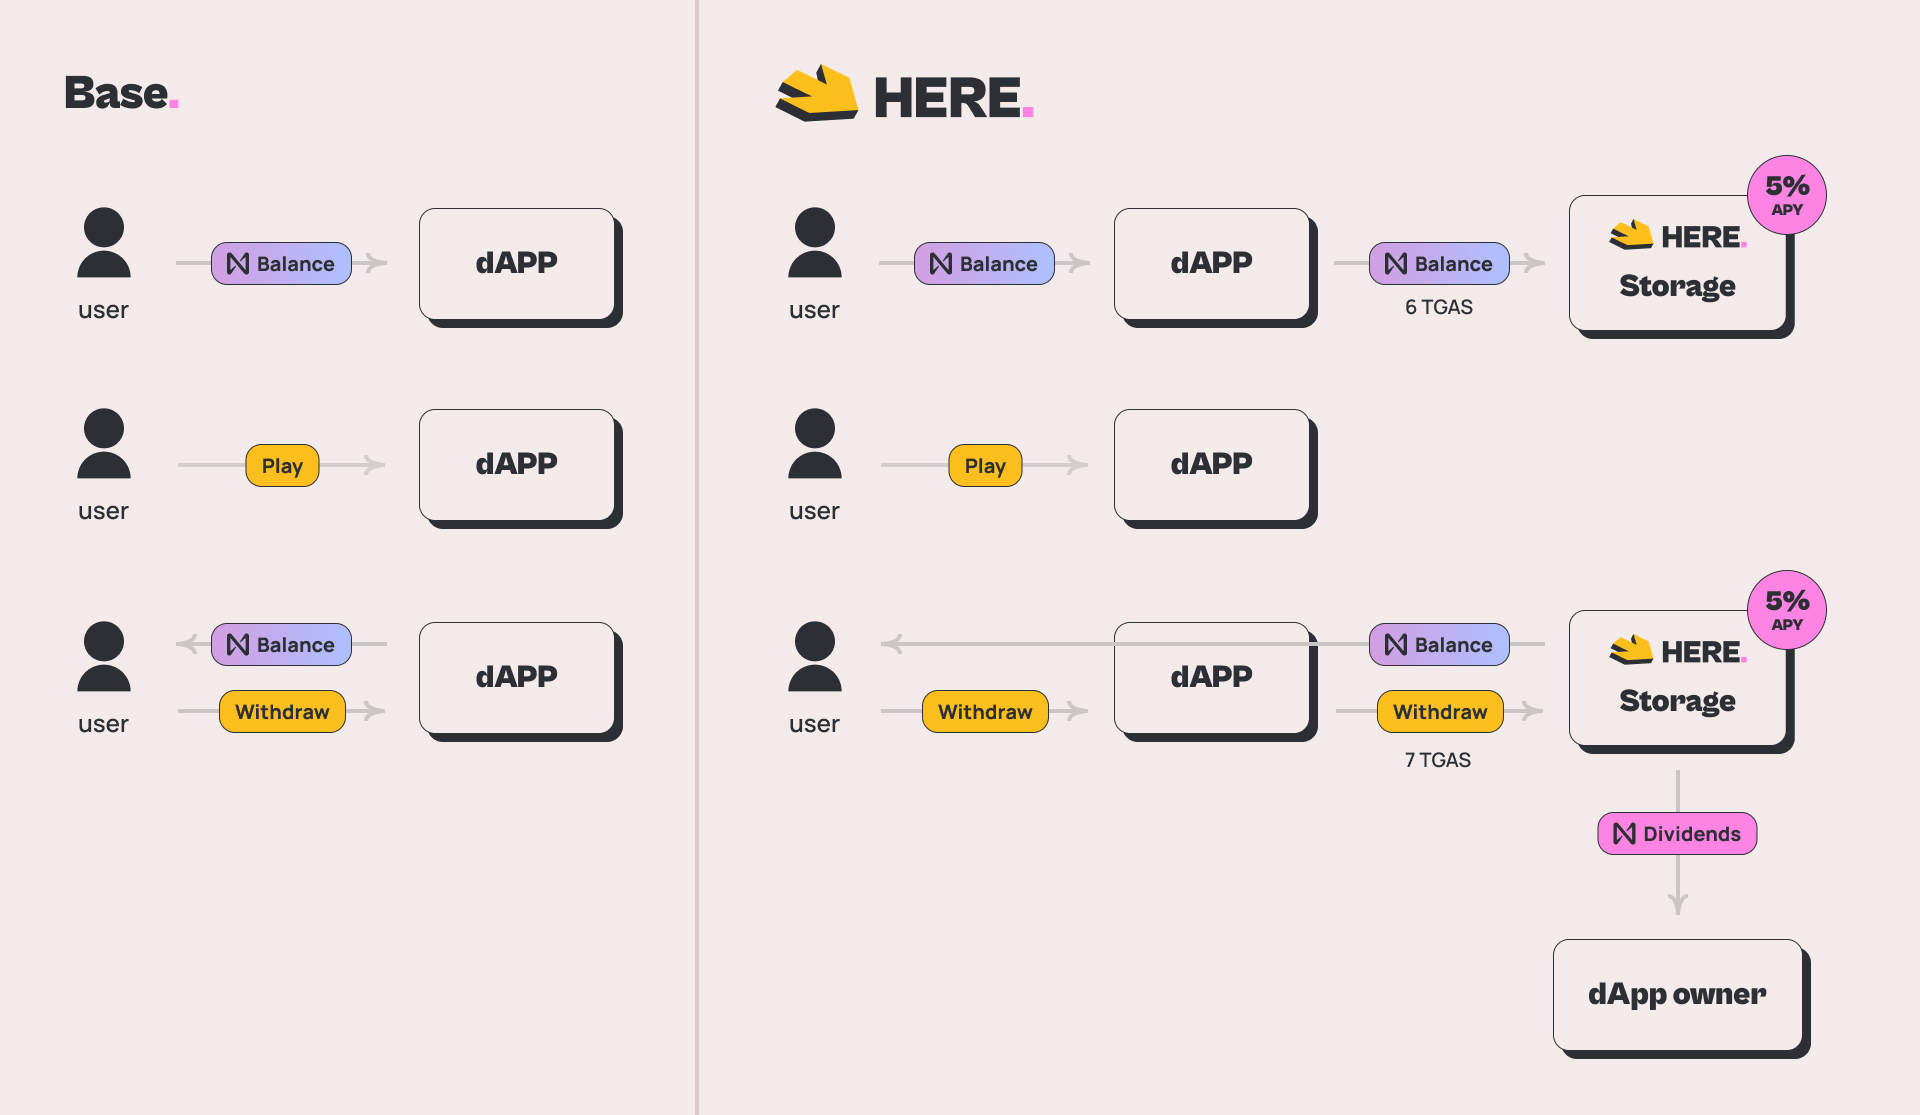 Base.
HERE.
Balance
dAPP
user
Balance
dAPP
user
Balance
6 TGAS
5%
APY
HERE.
Storage
Play
dAPP
user
Play
dAPP
user
Balance
Withdraw
dAPP
user
Balance
Withdraw
dAPP
user
Withdraw
7 TGAS
5%
APY
HERE.
Storage
Dividends
dApp owner